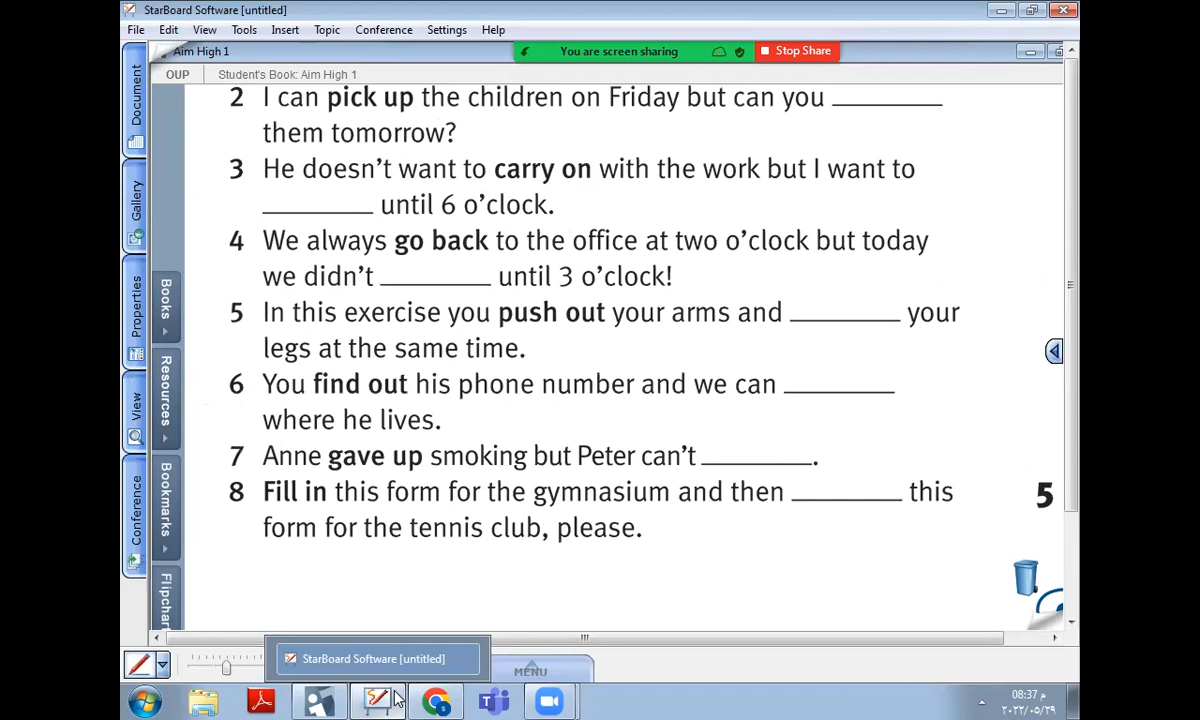 StarBoard Software [untitled]
File Edit View Tools Insert Topic Conference Settings Help
Aim High 1
You are screen sharing
Stop Share
OUP Student's Book: Aim High 1
Document
Gallery
Properties
View
Conference
Books
Resources
Bookmarks
Flipchar
2 I can pick up the children on Friday but can you ________
them tomorrow?
3 He doesn't want to carry on with the work but I want to
________ until 6 o'clock.
4 We always go back to the office at two o'clock but today
we didn't ________ until 3 o'clock!
5 In this exercise you push out your arms and ________ your
legs at the same time.
6 You find out his phone number and we can ________
where he lives.
7 Anne gave up smoking but Peter can't ________.
8 Fill in this form for the gymnasium and then ________ this
form for the tennis club, please.
5
StarBoard Software [untitled]
MENU
08:37 م
٢٠٢٢/٠٥/٢٩